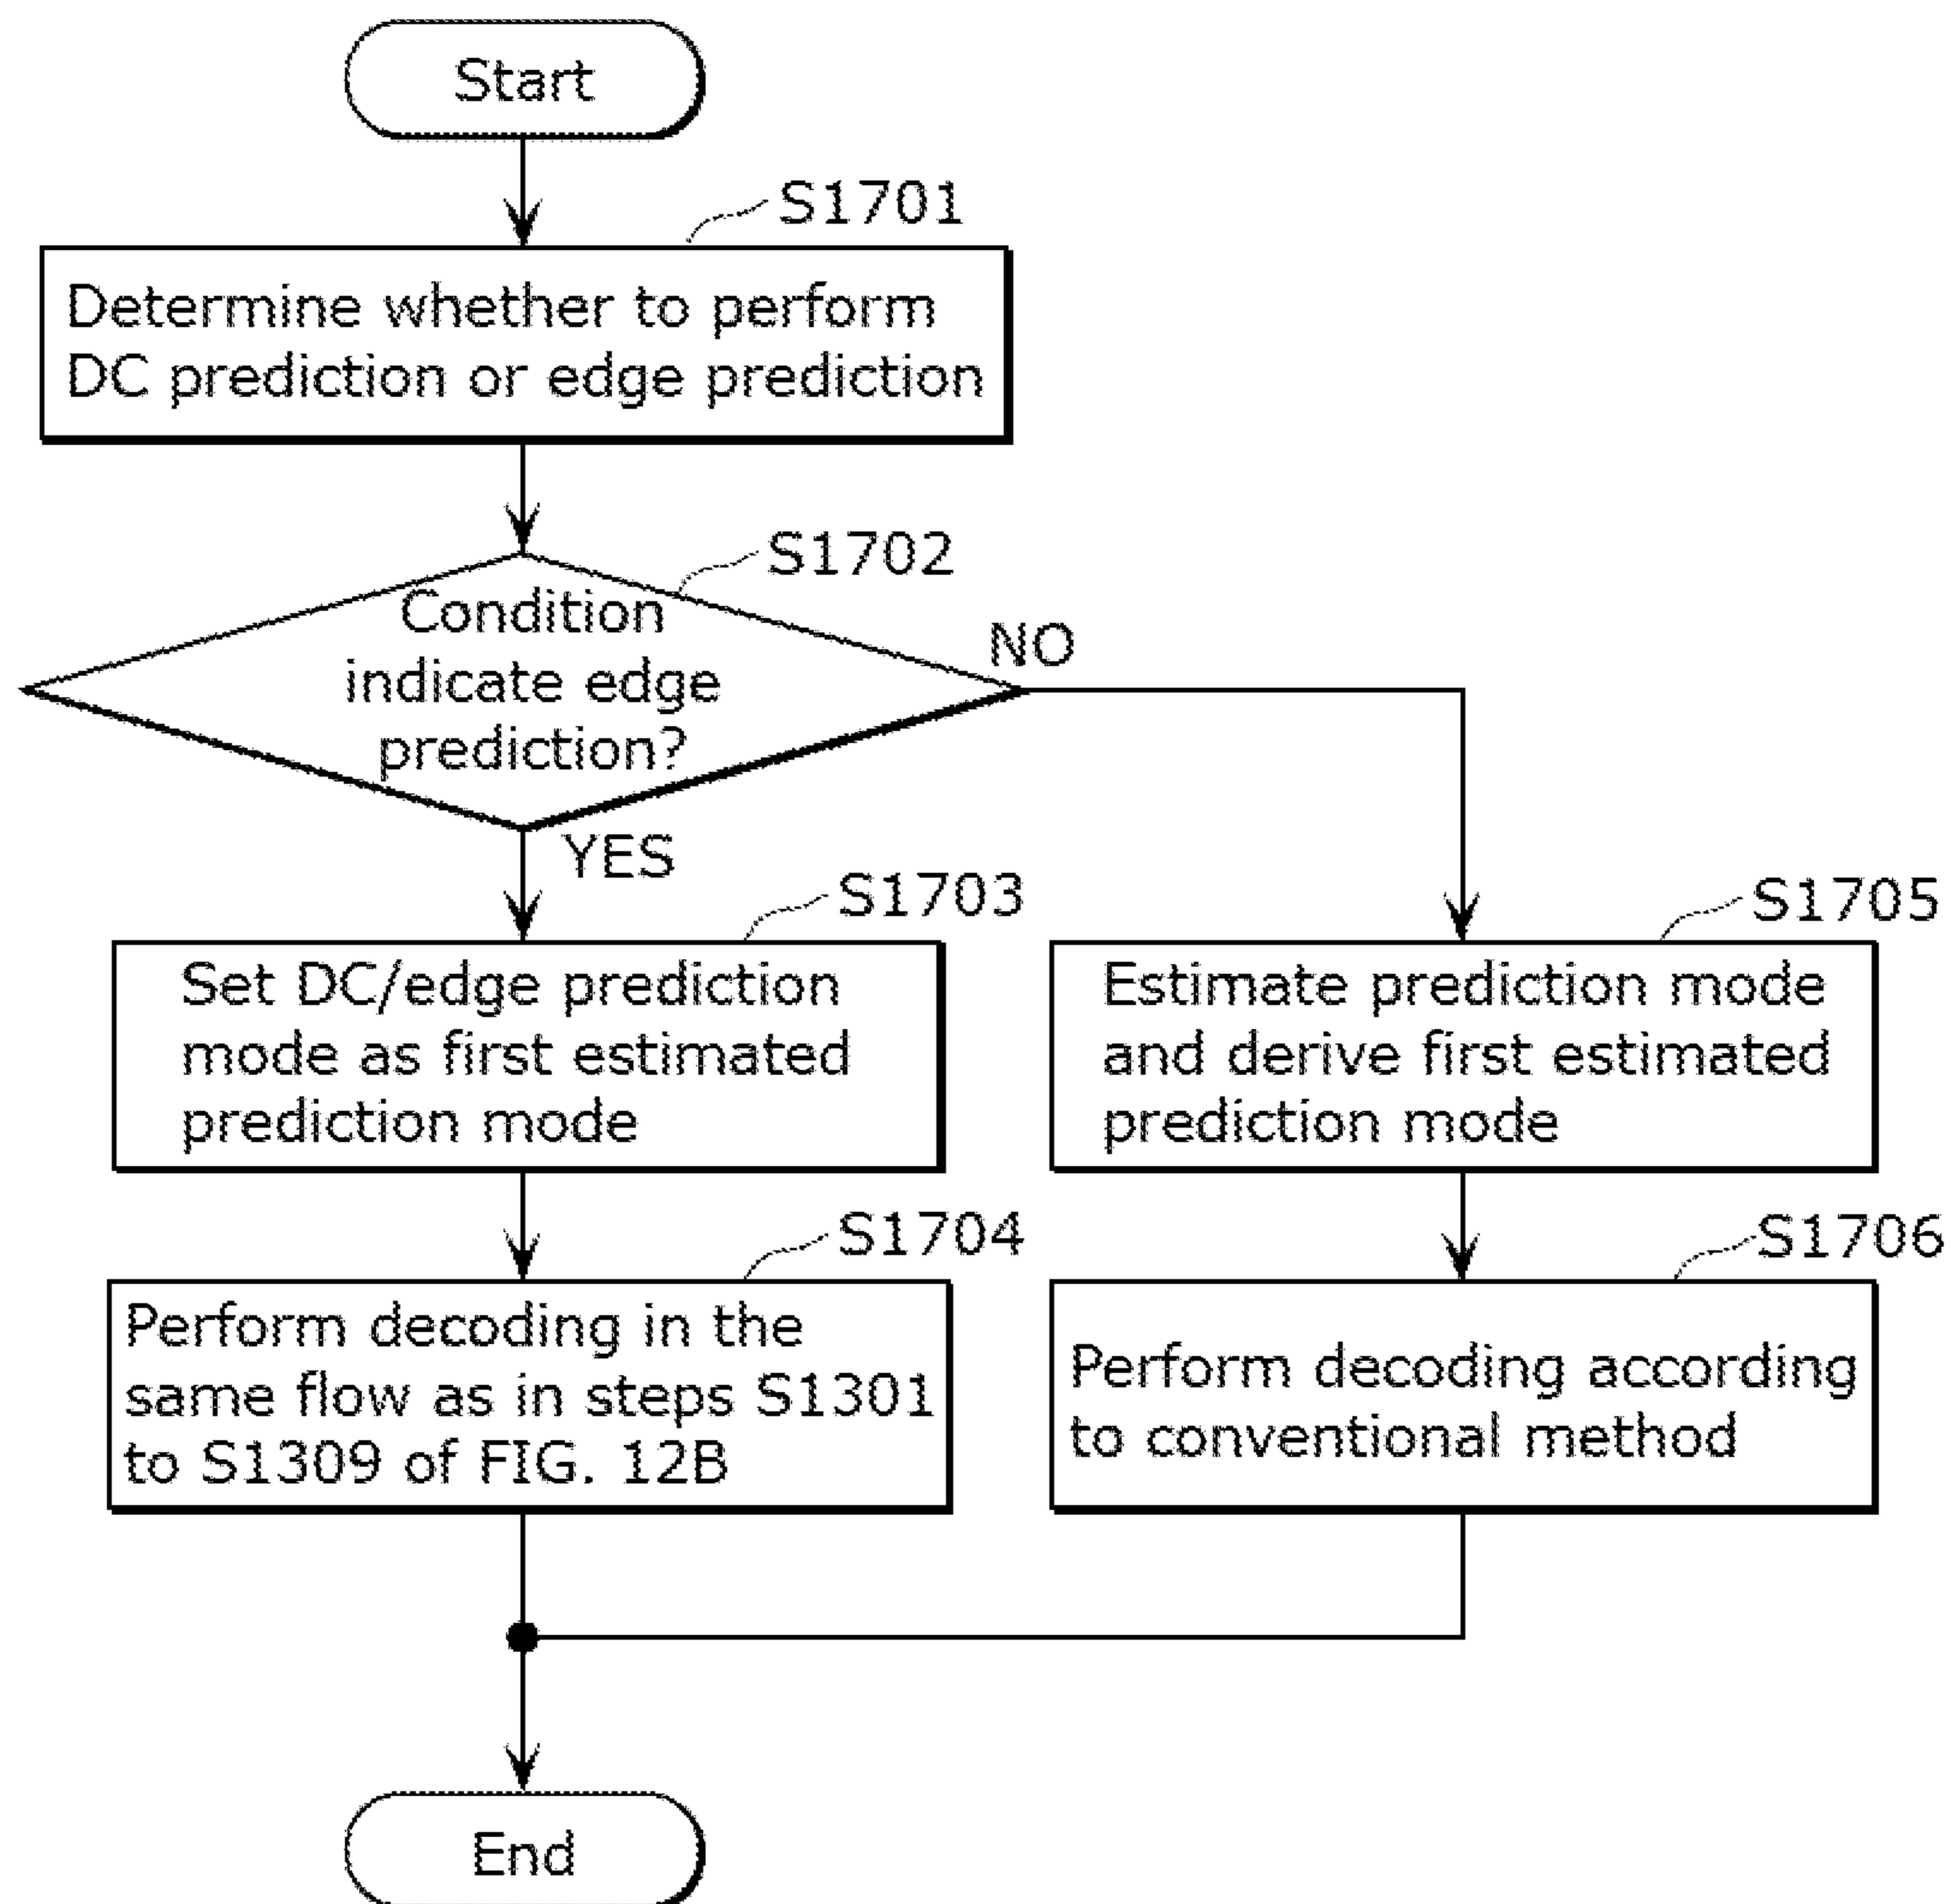 Start
S1701
Determine whether to perform
DC prediction or edge prediction
S1702
Condition
indicate edge
prediction?
NO
YES
S1703
Set DC/edge prediction
mode as first estimated
prediction mode
S1705
Estimate prediction mode
and derive first estimated
prediction mode
S1704
Perform decoding in the
same flow as in steps S1301
to S1309 of FIG. 12B
S1706
Perform decoding according
to conventional method
End